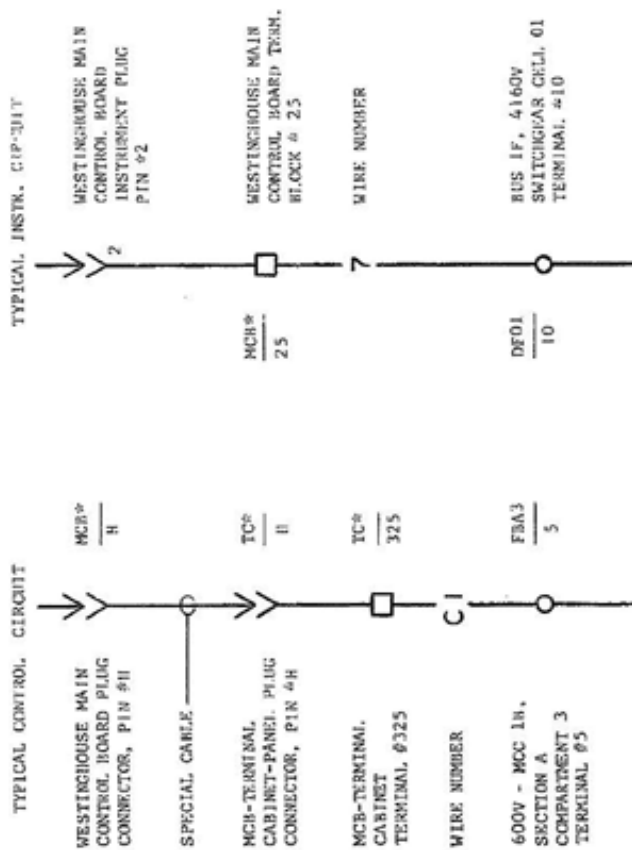 TYPICAL CONTROL CIRCUIT
WESTINGHOUSE MAIN
CONTROL BOARD PLUG
CONNECTOR, PIN #H
MCB*
H
SPECIAL CABLE
MCB-TERMINAL
CABINET-PANEL PLUG
CONNECTOR, PIN #H
TC*
H
MCB-TERMINAL
CABINET
TERMINAL #325
TC*
325
WIRE NUMBER
C1
600V - MCC 1B,
SECTION A
COMPARTMENT 3
TERMINAL #5
FBA3
5
TYPICAL INSTR. CIRCUIT
WESTINGHOUSE MAIN
CONTROL BOARD
INSTRUMENT PLUG
PIN #2
2
MCB*
25
WESTINGHOUSE MAIN
CONTROL BOARD TERM.
BLOCK # 25
7
WIRE NUMBER
DF01
10
BUS 1F, 4160V
SWITCHGEAR CELL 01
TERMINAL #10